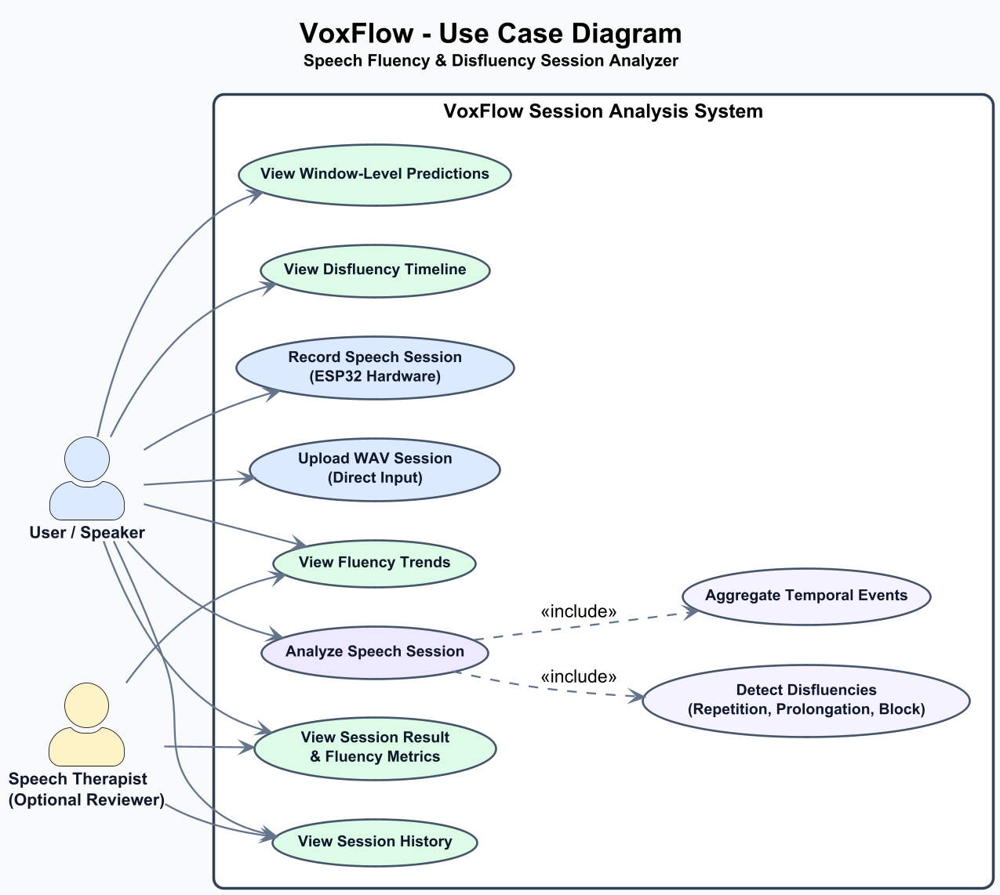 VoxFlow - Use Case Diagram
Speech Fluency & Disfluency Session Analyzer
VoxFlow Session Analysis System
View Window-Level Predictions
View Disfluency Timeline
Record Speech Session
(ESP32 Hardware)
Upload WAV Session
(Direct Input)
User / Speaker
View Fluency Trends
Aggregate Temporal Events
«include»
Analyze Speech Session
«include»
Detect Disfluencies
(Repetition, Prolongation, Block)
View Session Result
& Fluency Metrics
Speech Therapist
(Optional Reviewer)
View Session History